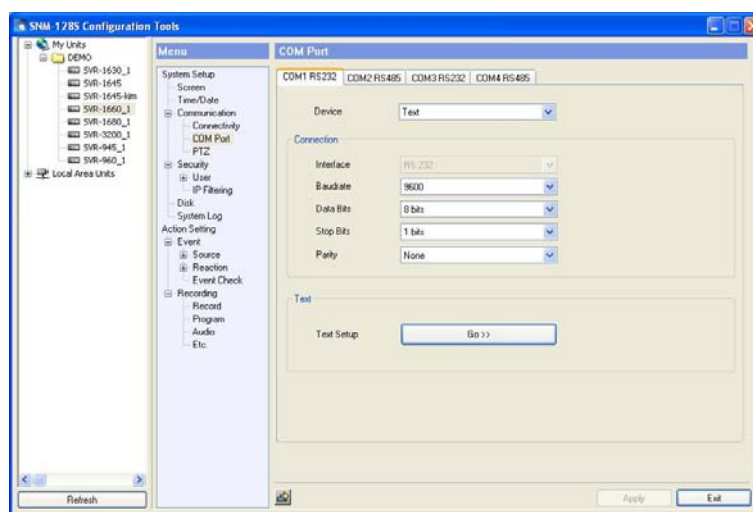 SNM-128S Configuration Tools
My Units
DEMO
SVR-1630_1
SVR-1645
SVR-1645-kim
SVR-1660_1
SVR-1680_1
SVR-3200_1
SVR-945_1
SVR-960_1
Local Area Units
Refresh
Menu
System Setup
Screen
Time/Date
Communication
Connectivity
COM Port
PTZ
Security
User
IP Filtering
Disk
System Log
Action Setting
Event
Source
Reaction
Event Check
Recording
Record
Program
Audio
Etc.
COM Port
COM1 RS232 COM2 RS485 COM3 RS232 COM4 RS485
Device Text
Connection
Interface RS-232
Baudrate 9600
Data Bits 8 bits
Stop Bits 1 bits
Parity None
Text
Text Setup Go >>
Apply Exit